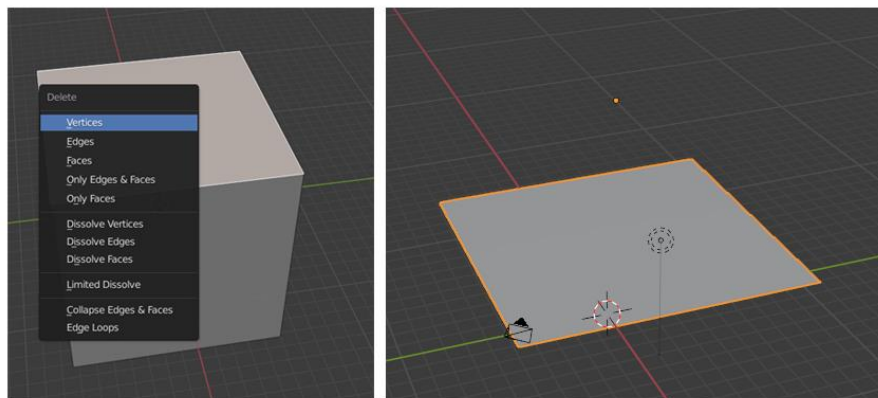 Delete
Vertices
Edges
Faces
Only Edges & Faces
Only Faces
Dissolve Vertices
Dissolve Edges
Dissolve Faces
Limited Dissolve
Collapse Edges & Faces
Edge Loops